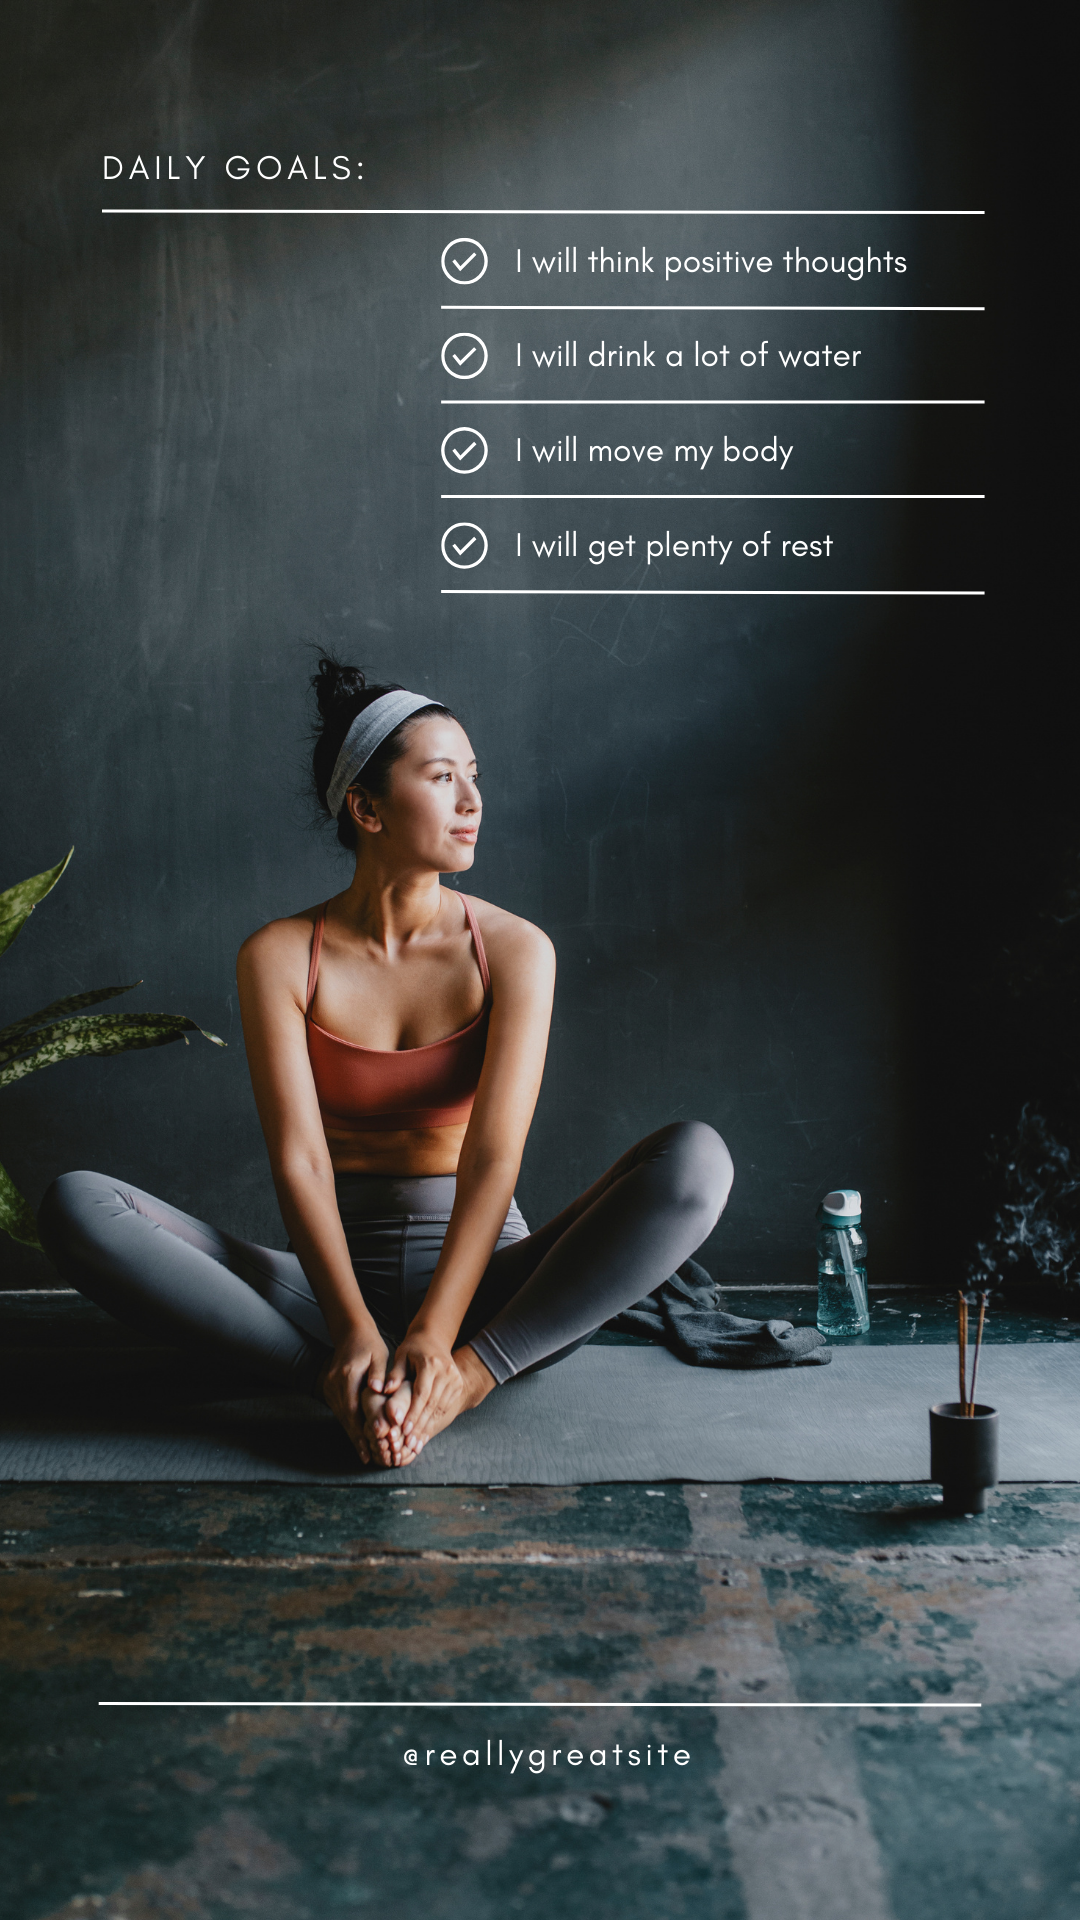 DAILY GOALS:
I will think positive thoughts
I will drink a lot of water
I will move my body
I will get plenty of rest
@reallygreatsite